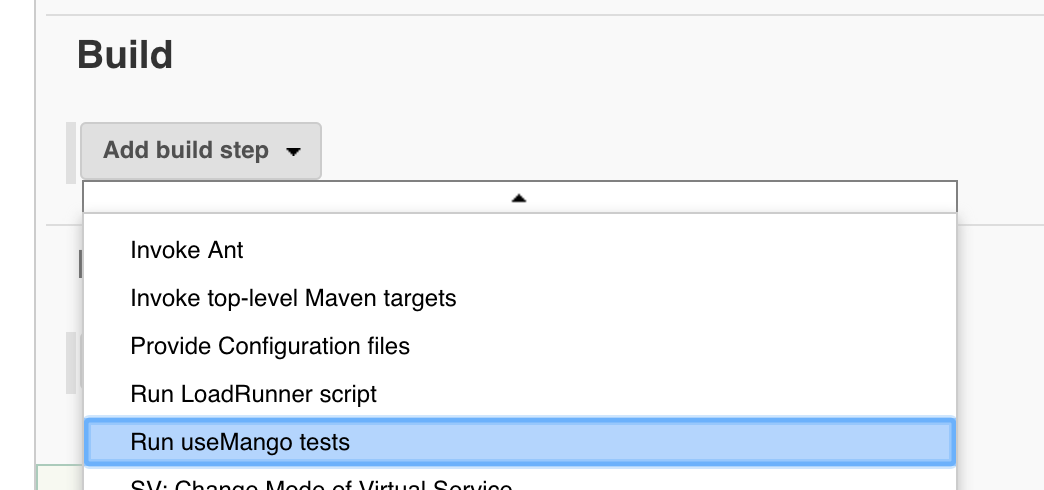 Build
Add build step
Invoke Ant
Invoke top-level Maven targets
Provide Configuration files
Run LoadRunner script
Run useMango tests
SV: Change Mode of Virtual Service